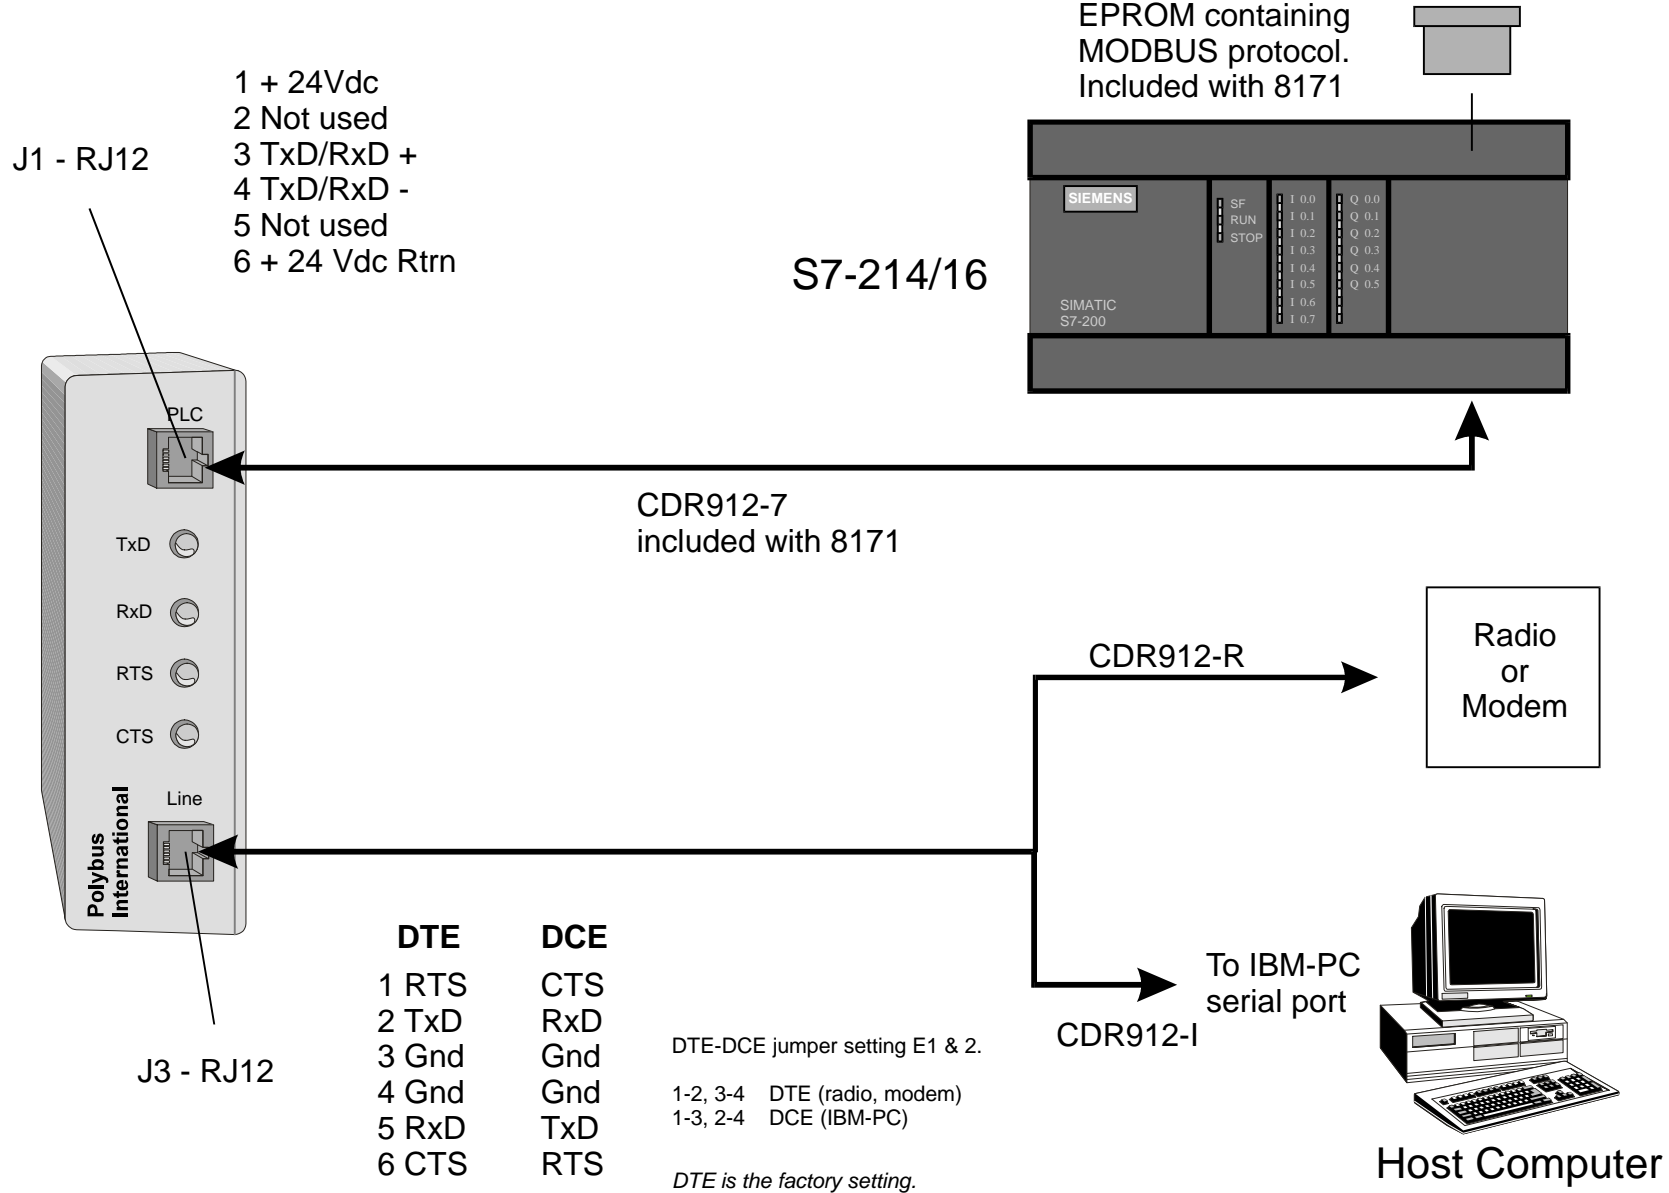 EPROM containing
MODBUS protocol.
Included with 8171
1 + 24Vdc
2 Not used
3 TxD/RxD +
4 TxD/RxD -
5 Not used
6 + 24 Vdc Rtrn
J1 - RJ12
S7-214/16
SIEMENS
SF
RUN
STOP
I 0.0
I 0.1
I 0.2
I 0.3
I 0.4
I 0.5
I 0.6
I 0.7
Q 0.0
Q 0.1
Q 0.2
Q 0.3
Q 0.4
Q 0.5
SIMATIC
S7-200
PLC
CDR912-7
included with 8171
TxD
RxD
RTS
CTS
Line
Polybus
International
CDR912-R
Radio
or
Modem
To IBM-PC
serial port
CDR912-I
Host Computer
J3 - RJ12
DTE DCE
1 RTS CTS
2 TxD RxD
3 Gnd Gnd
4 Gnd Gnd
5 RxD TxD
6 CTS RTS
DTE-DCE jumper setting E1 & 2.
1-2, 3-4 DTE (radio, modem)
1-3, 2-4 DCE (IBM-PC)
DTE is the factory setting.